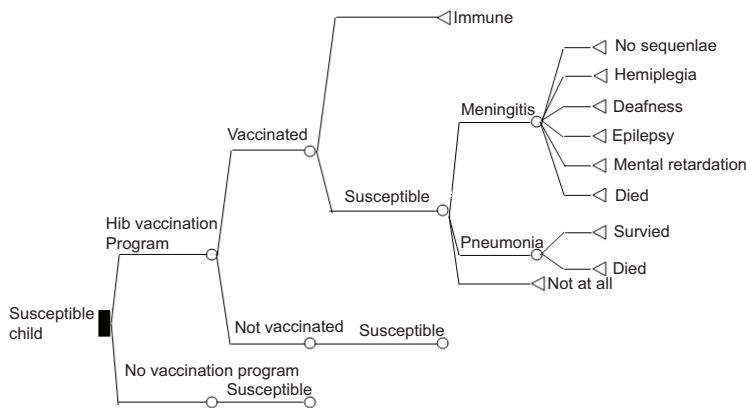 Immune
No sequenlae
Hemiplegia
Meningitis
Deafness
Vaccinated
Epilepsy
Mental retardation
Susceptible
Died
Hib vaccination
Program
Pneumonia
Survied
Died
Not at all
Susceptible
child
Not vaccinated
Susceptible
No vaccination program
Susceptible